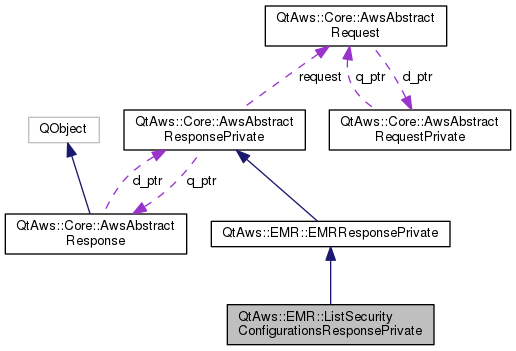 QtAws::Core::AwsAbstract
Request
request
q_ptr
d_ptr
QObject
QtAws::Core::AwsAbstract
ResponsePrivate
QtAws::Core::AwsAbstract
RequestPrivate
d_ptr
q_ptr
QtAws::Core::AwsAbstract
Response
QtAws::EMR::EMRResponsePrivate
QtAws::EMR::ListSecurity
ConfigurationsResponsePrivate